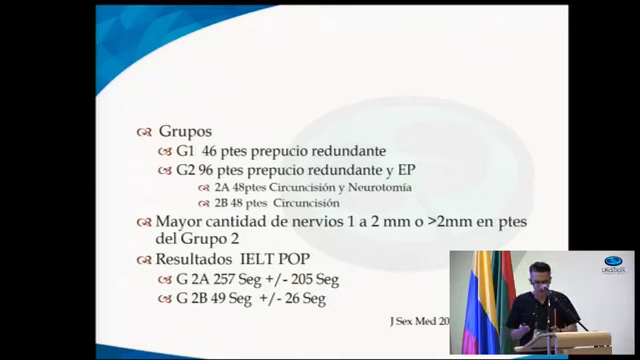 Grupos
G1 46 ptes prepucio redundante
G2 96 ptes prepucio redundante y EP
2A 48ptes Circuncisión y Neurotomía
2B 48 ptes Circuncisión
Mayor cantidad de nervios 1 a 2 mm o >2mm en ptes
del Grupo 2
Resultados IELT POP
G 2A 257 Seg +/- 205 Seg
G 2B 49 Seg +/- 26 Seg
J Sex Med 20